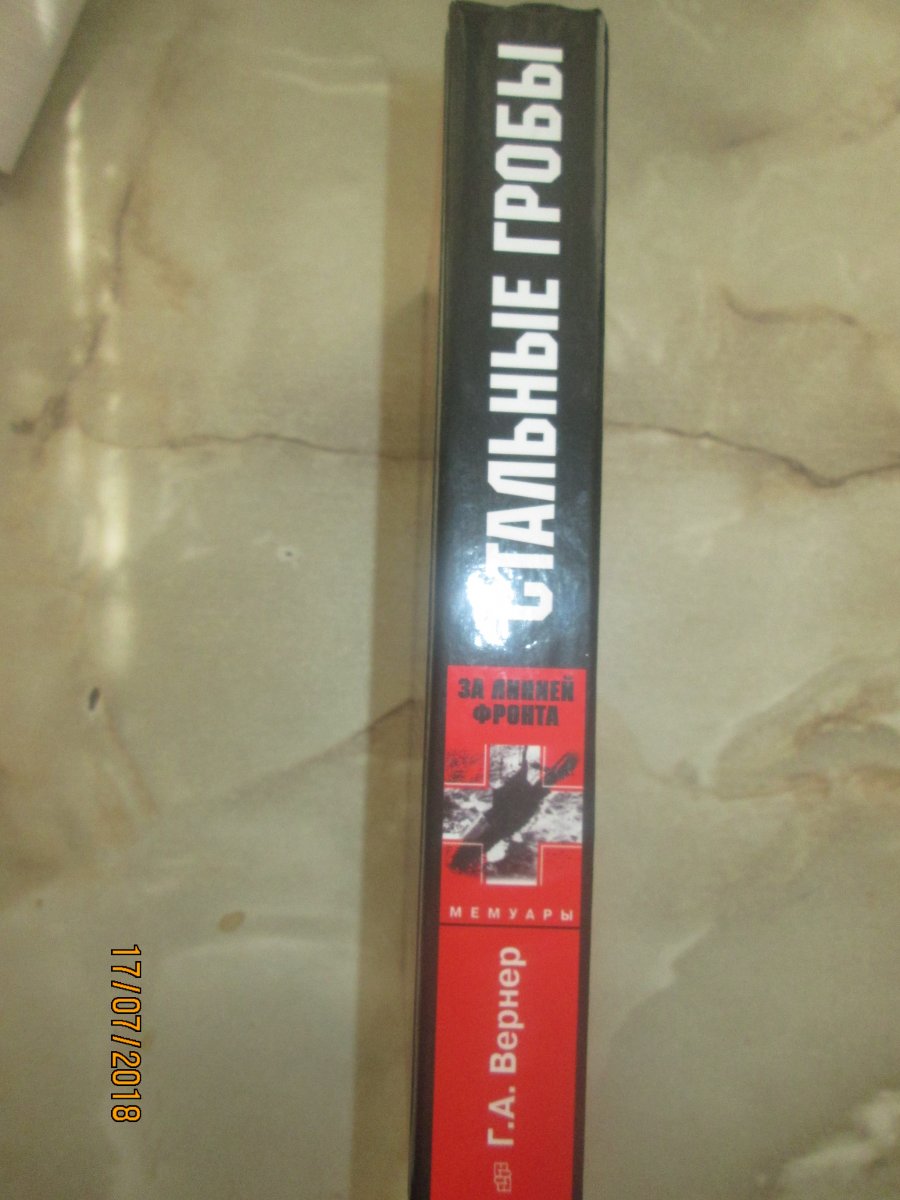 СТАЛЬНЫЕ ГРОБЫ
ЗА ЛИНИЕЙ
ФРОНТА
МЕМУАРЫ
Г.А. Вернер
17/07/2018